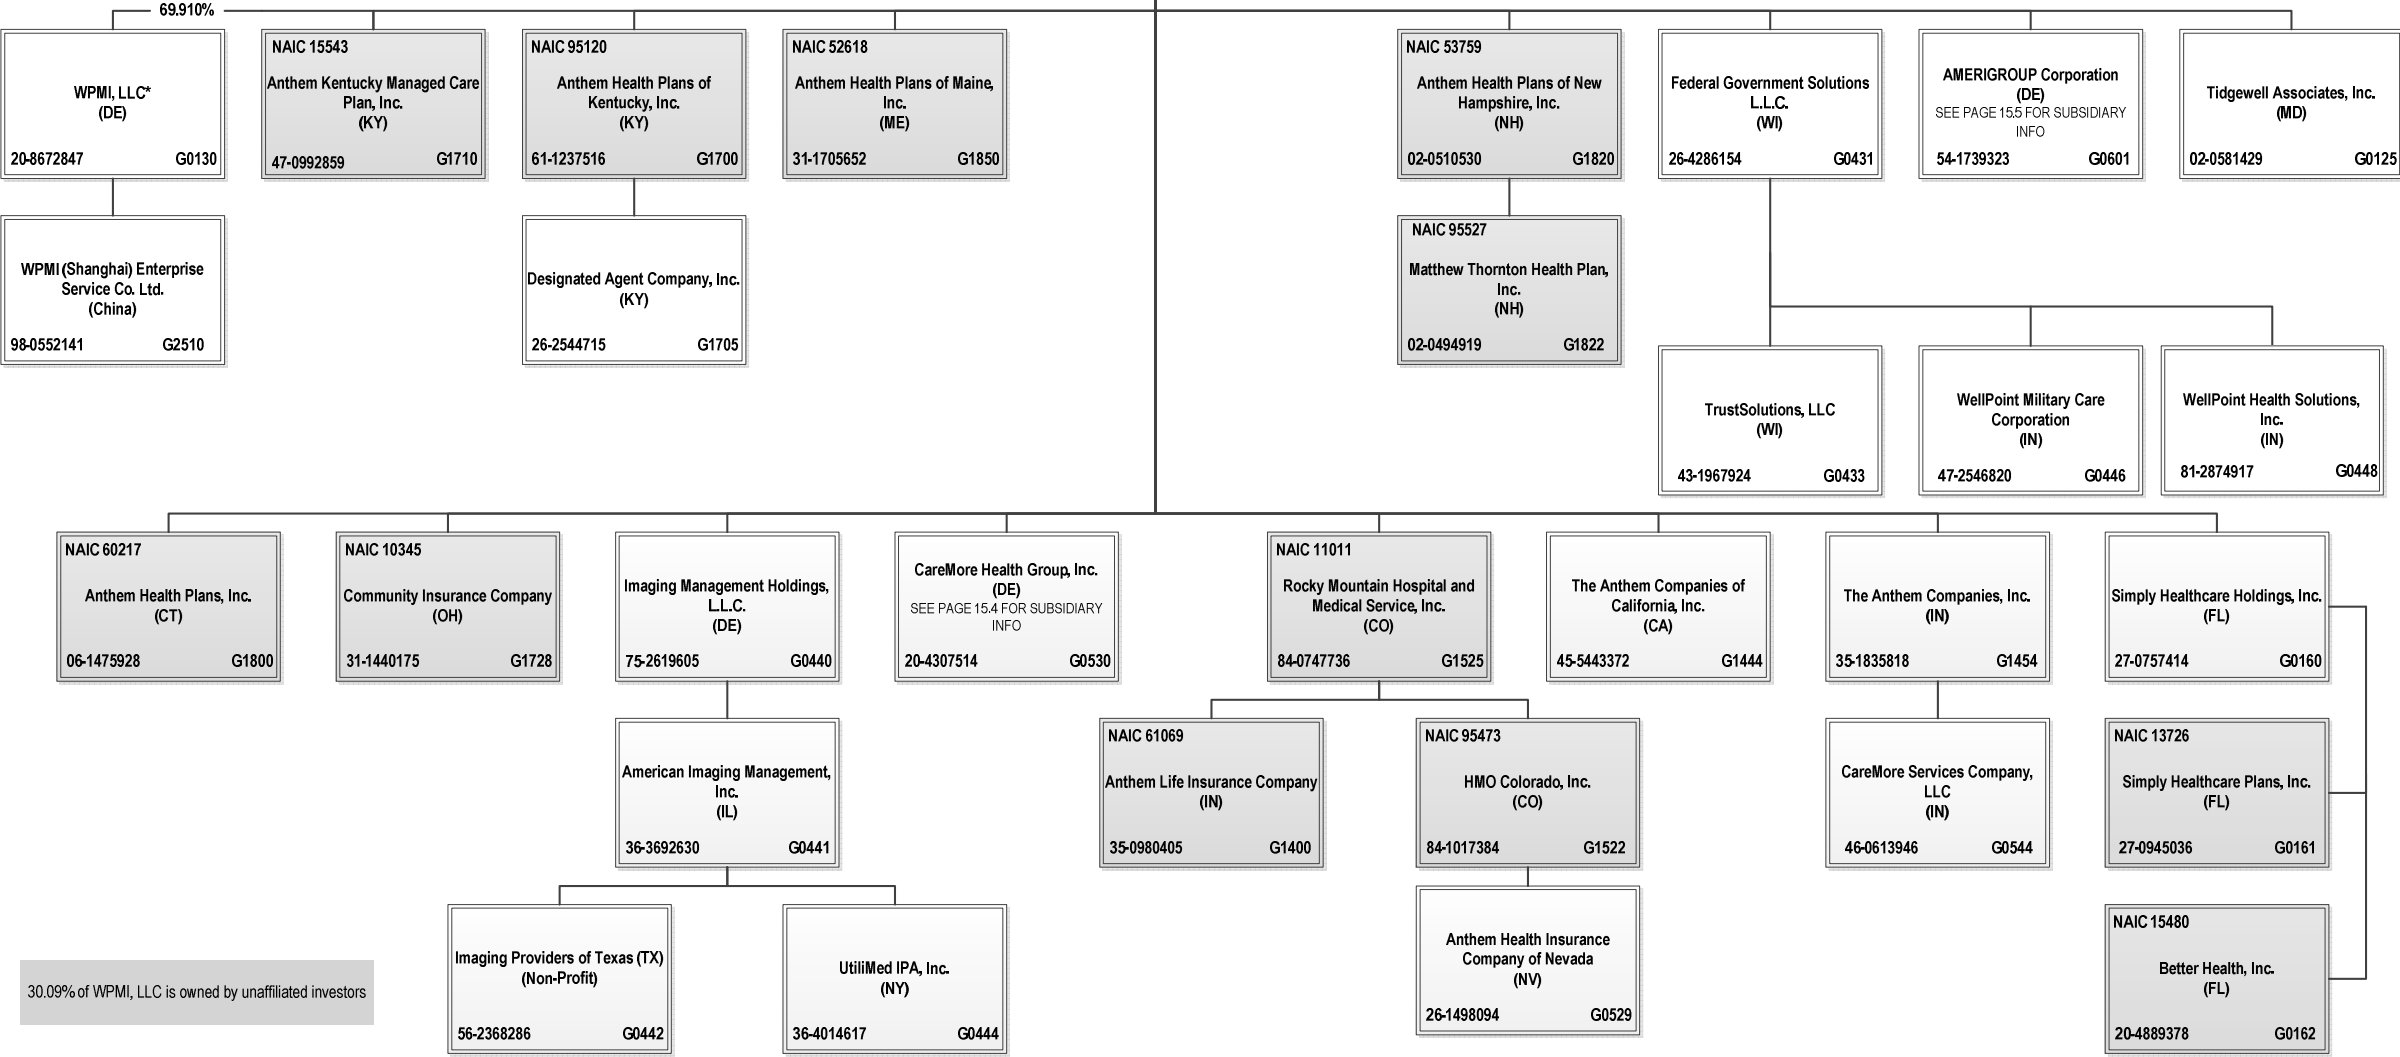 69.910%
WPMI, LLC*
(DE)
20-8672847 G0130
NAIC 15543
Anthem Kentucky Managed Care
Plan, Inc.
(KY)
47-0992859 G1710
NAIC 95120
Anthem Health Plans of
Kentucky, Inc.
(KY)
61-1237516 G1700
NAIC 52618
Anthem Health Plans of Maine,
Inc.
(ME)
31-1705652 G1850
NAIC 53759
Anthem Health Plans of New
Hampshire, Inc.
(NH)
02-0510530 G1820
Federal Government Solutions
L.L.C.
(WI)
26-4286154 G0431
AMERIGROUP Corporation
(DE)
SEE PAGE 15.5 FOR SUBSIDIARY
INFO
54-1739323 G0601
Tidgewell Associates, Inc.
(MD)
02-0581429 G0125
WPMI (Shanghai) Enterprise
Service Co. Ltd.
(China)
98-0552141 G2510
Designated Agent Company, Inc.
(KY)
26-2544715 G1705
NAIC 95527
Matthew Thornton Health Plan,
Inc.
(NH)
02-0494919 G1822
TrustSolutions, LLC
(WI)
43-1967924 G0433
WellPoint Military Care
Corporation
(IN)
47-2546820 G0446
WellPoint Health Solutions,
Inc.
(IN)
81-2874917 G0448
NAIC 60217
Anthem Health Plans, Inc.
(CT)
06-1475928 G1800
NAIC 10345
Community Insurance Company
(OH)
31-1440175 G1728
Imaging Management Holdings,
L.L.C.
(DE)
75-2619605 G0440
CareMore Health Group, Inc.
(DE)
SEE PAGE 15.4 FOR SUBSIDIARY
INFO
20-4307514 G0530
NAIC 11011
Rocky Mountain Hospital and
Medical Service, Inc.
(CO)
84-0747736 G1525
The Anthem Companies of
California, Inc.
(CA)
45-5443372 G1444
The Anthem Companies, Inc.
(IN)
35-1835818 G1454
Simply Healthcare Holdings, Inc.
(FL)
27-0757414 G0160
American Imaging Management,
Inc.
(IL)
36-3692630 G0441
NAIC 61069
Anthem Life Insurance Company
(IN)
35-0980405 G1400
NAIC 95473
HMO Colorado, Inc.
(CO)
84-1017384 G1522
CareMore Services Company,
LLC
(IN)
46-0613946 G0544
NAIC 13726
Simply Healthcare Plans, Inc.
(FL)
27-0945036 G0161
Imaging Providers of Texas (TX)
(Non-Profit)
56-2368286 G0442
UtiliMed IPA, Inc.
(NY)
36-4014617 G0444
Anthem Health Insurance
Company of Nevada
(NV)
26-1498094 G0529
NAIC 15480
Better Health, Inc.
(FL)
20-4889378 G0162
30.09% of WPMI, LLC is owned by unaffiliated investors